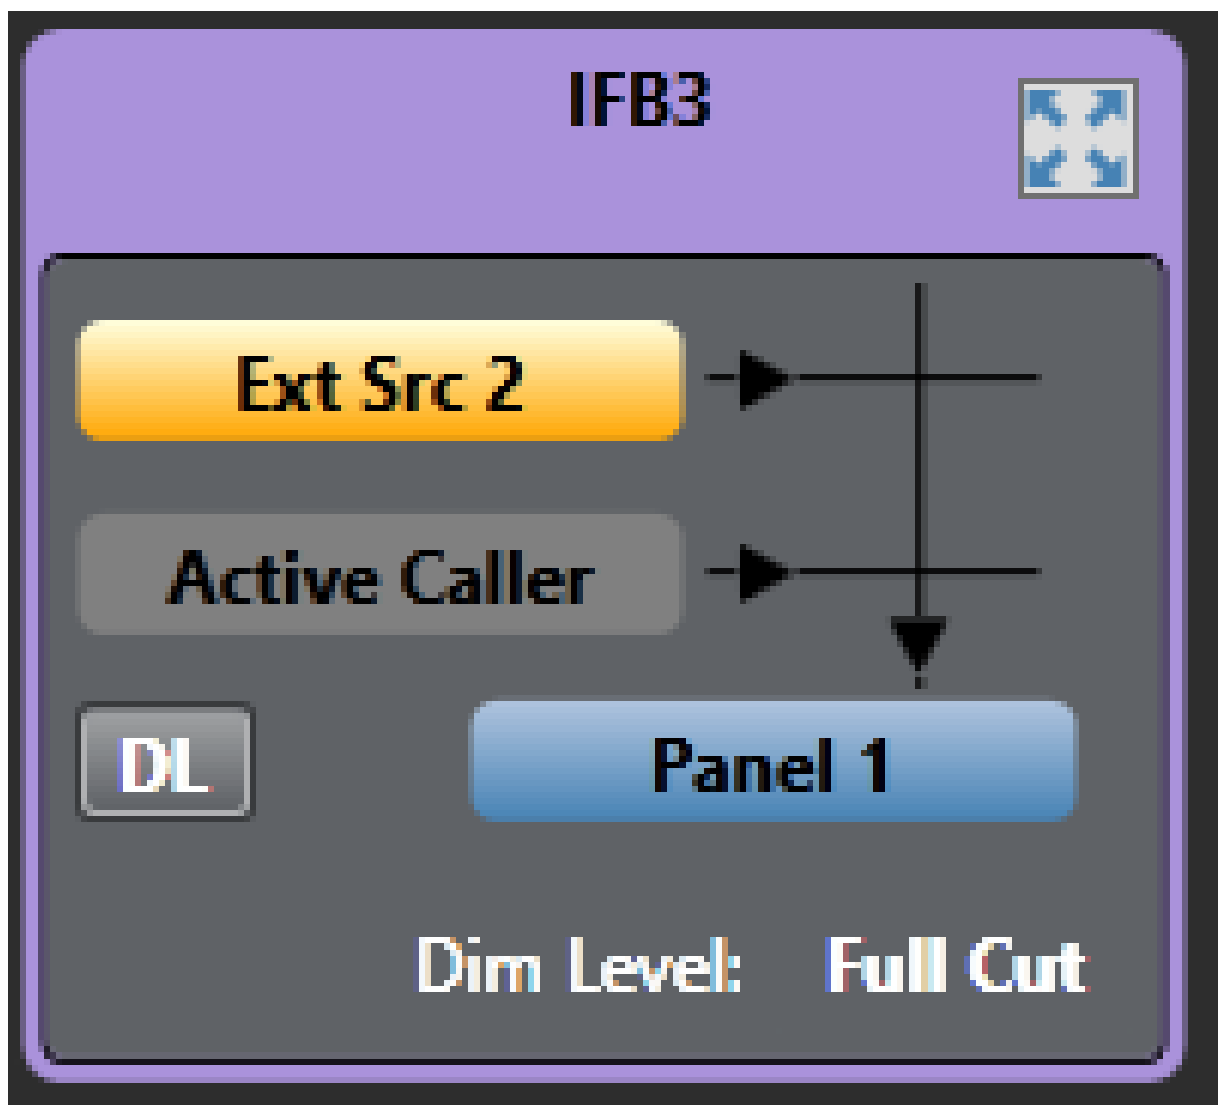 IFB3
Ext Src 2
Active Caller
DL
Panel 1
Dim Level: Full Cut